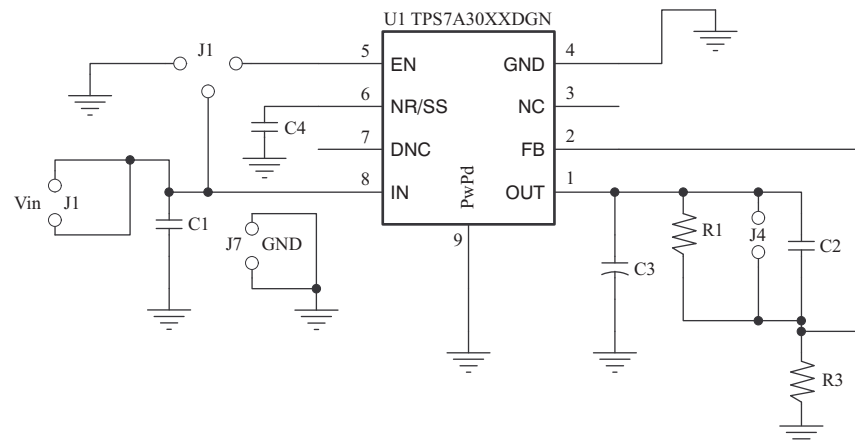 U1 TPS7A30XXDGN
J1
5
EN
GND
4
6
NR/SS
NC
3
C4
7
DNC
FB
2
8
IN
OUT
1
PwPd
9
Vin
J1
C1
J7
GND
C3
R1
J4
C2
R3